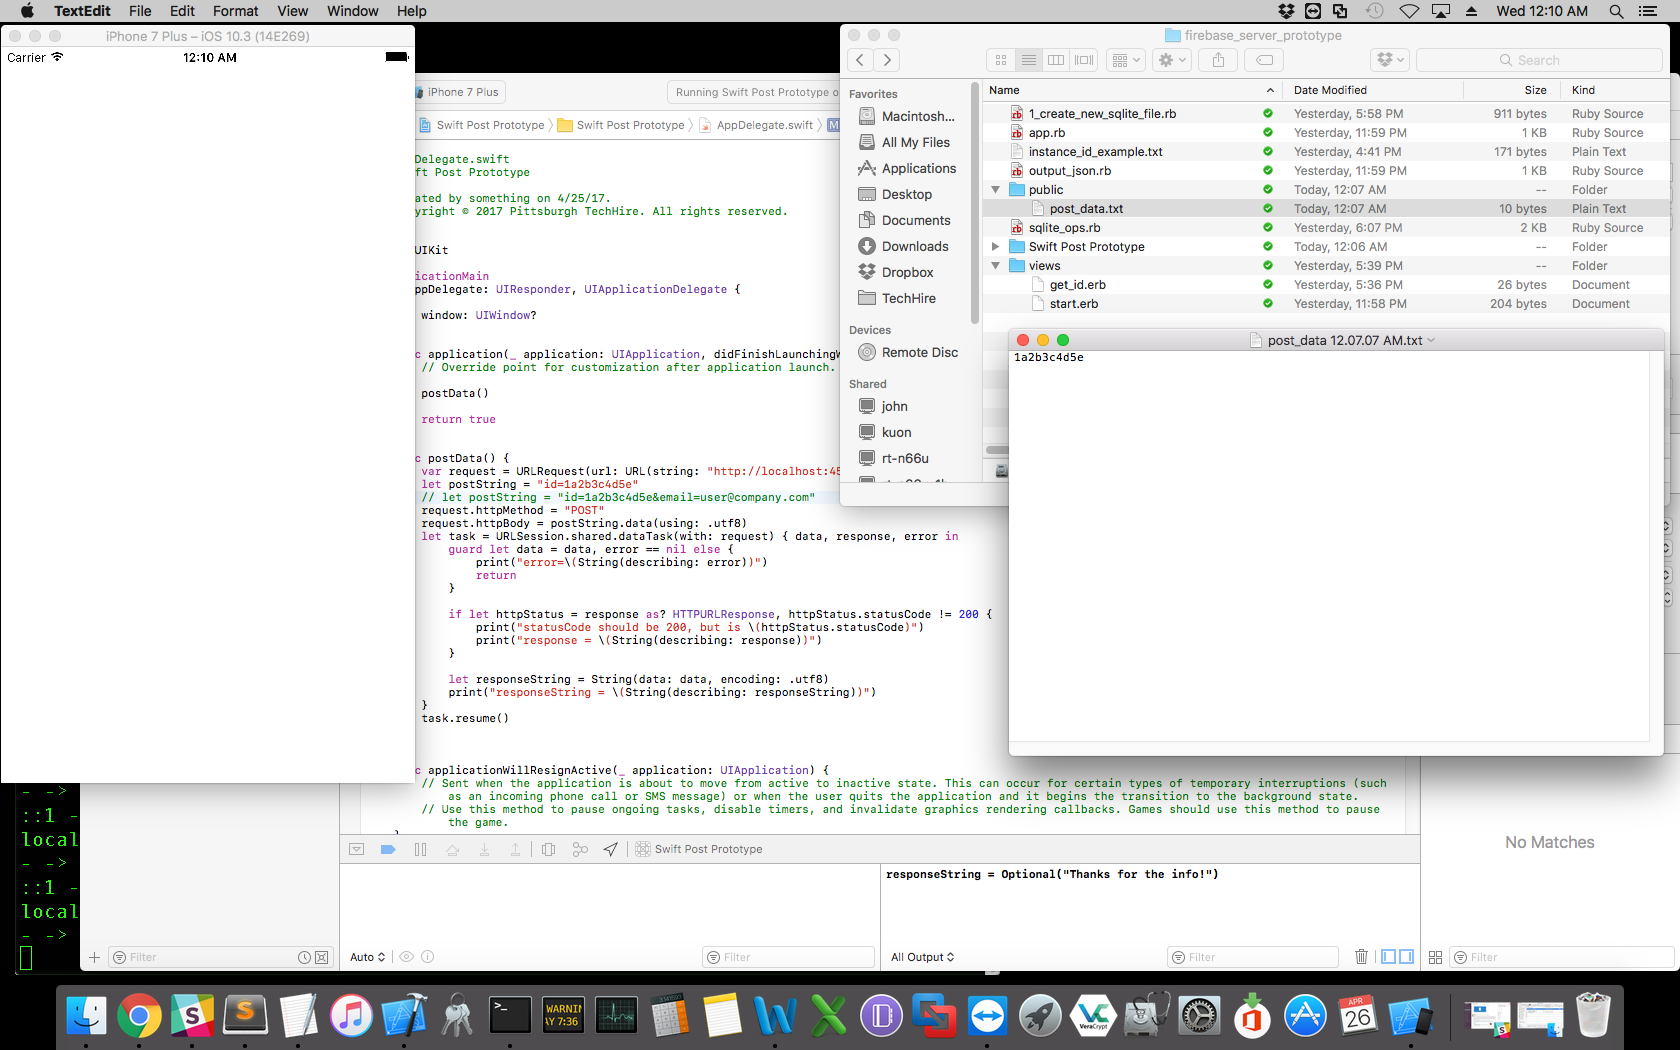 TextEdit File Edit Format View Window Help Wed 12:10 AM
iPhone 7 Plus – iOS 10.3 (14E269)
Carrier 12:10 AM
iPhone 7 Plus Running Swift Post Prototype o
Swift Post Prototype Swift Post Prototype AppDelegate.swift M
Delegate.swift
ft Post Prototype
ated by something on 4/25/17.
yright © 2017 Pittsburgh TechHire. All rights reserved.
UIKit
icationMain
ppDelegate: UIResponder, UIApplicationDelegate {
window: UIWindow?
c application(_ application: UIApplication, didFinishLaunchingW
// Override point for customization after application launch.
postData()
return true
c postData() {
var request = URLRequest(url: URL(string: "http://localhost:45
let postString = "id=1a2b3c4d5e"
// let postString = "id=1a2b3c4d5e&email=user@company.com"
request.httpMethod = "POST"
request.httpBody = postString.data(using: .utf8)
let task = URLSession.shared.dataTask(with: request) { data, response, error in
guard let data = data, error == nil else {
print("error=\(String(describing: error))")
return
}
if let httpStatus = response as? HTTPURLResponse, httpStatus.statusCode != 200 {
print("statusCode should be 200, but is \(httpStatus.statusCode)")
print("response = \(String(describing: response))")
}
let responseString = String(data: data, encoding: .utf8)
print("responseString = \(String(describing: responseString))")
}
task.resume()
c applicationWillResignActive(_ application: UIApplication) {
// Sent when the application is about to move from active to inactive state. This can occur for certain types of temporary interruptions (such
as an incoming phone call or SMS message) or when the user quits the application and it begins the transition to the background state.
// Use this method to pause ongoing tasks, disable timers, and invalidate graphics rendering callbacks. Games should use this method to pause
the game.
Swift Post Prototype
responseString = Optional("Thanks for the info!")
Filter
Auto Filter
All Output Filter
Filter
No Matches
- ->
::1 -
local
- ->
::1 -
local
- ->
firebase_server_prototype
Search
Favorites
Macintosh...
All My Files
Applications
Desktop
Documents
Downloads
Dropbox
TechHire
Devices
Remote Disc
Shared
john
kuon
rt-n66u
Name Date Modified Size Kind
1_create_new_sqlite_file.rb Yesterday, 5:58 PM 911 bytes Ruby Source
app.rb Yesterday, 11:59 PM 1 KB Ruby Source
instance_id_example.txt Yesterday, 4:41 PM 171 bytes Plain Text
output_json.rb Yesterday, 11:59 PM 1 KB Ruby Source
public Today, 12:07 AM -- Folder
post_data.txt Today, 12:07 AM 10 bytes Plain Text
sqlite_ops.rb Yesterday, 6:07 PM 2 KB Ruby Source
Swift Post Prototype Today, 12:06 AM -- Folder
views Yesterday, 5:39 PM -- Folder
get_id.erb Yesterday, 5:36 PM 26 bytes Document
start.erb Yesterday, 11:58 PM 204 bytes Document
post_data 12.07.07 AM.txt
1a2b3c4d5e
WARNIN
AY 7:36
VeraCrypt
APR
26